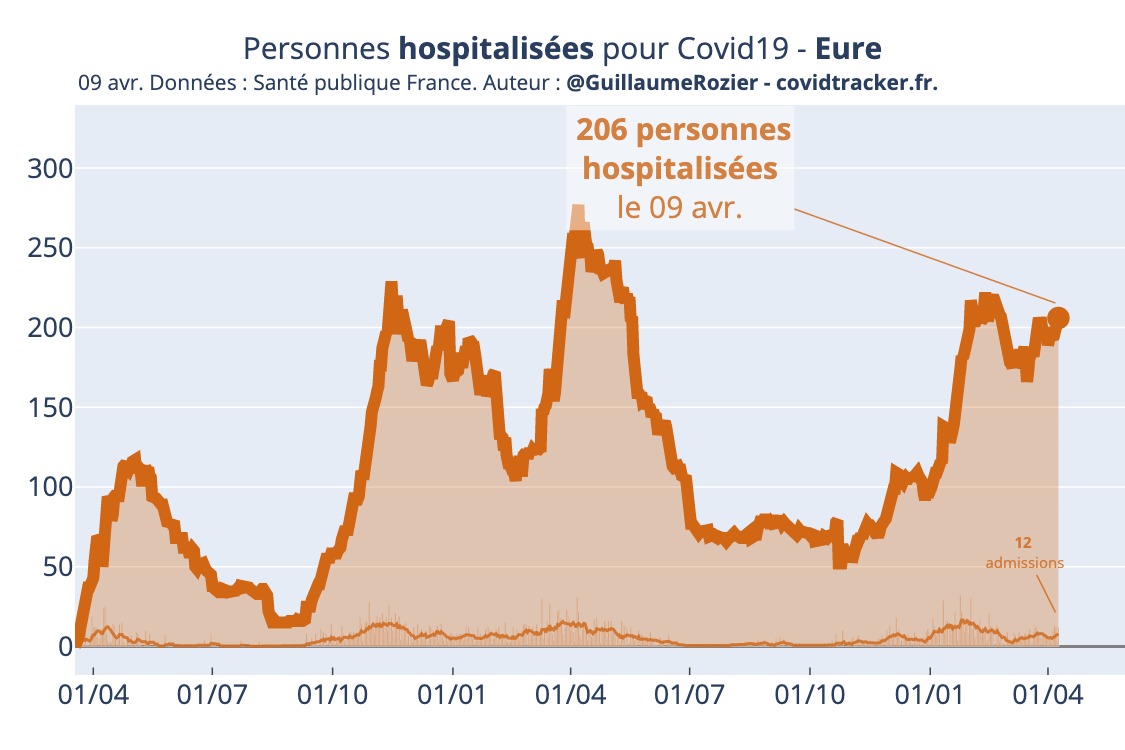 Personnes hospitalisées pour Covid19 - Eure
09 avr. Données : Santé publique France. Auteur : @GuillaumeRozier - covidtracker.fr.
206 personnes
hospitalisées
le 09 avr.
300
250
200
150
100
50
0
12
admissions
01/04 01/07 01/10 01/01 01/04 01/07 01/10 01/01 01/04